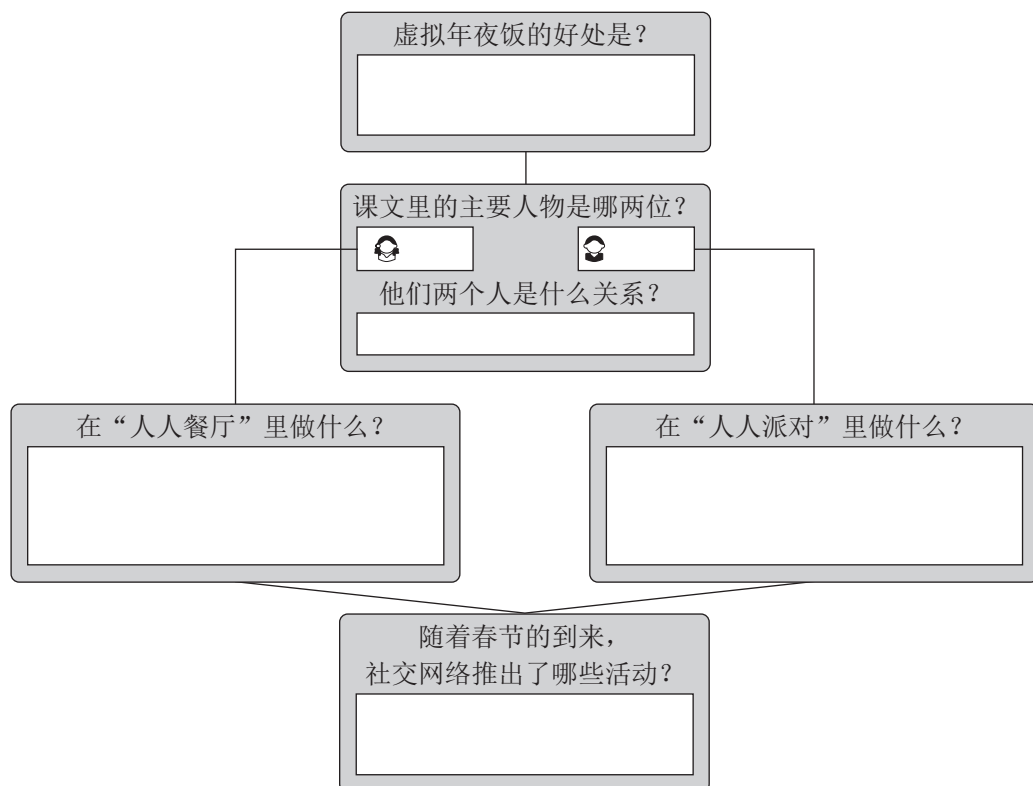 虚拟年夜饭的好处是？
课文里的主要人物是哪两位？
他们两个人是什么关系？
在“人人餐厅”里做什么？
在“人人派对”里做什么？
随着春节的到来，
社交网络推出了哪些活动？